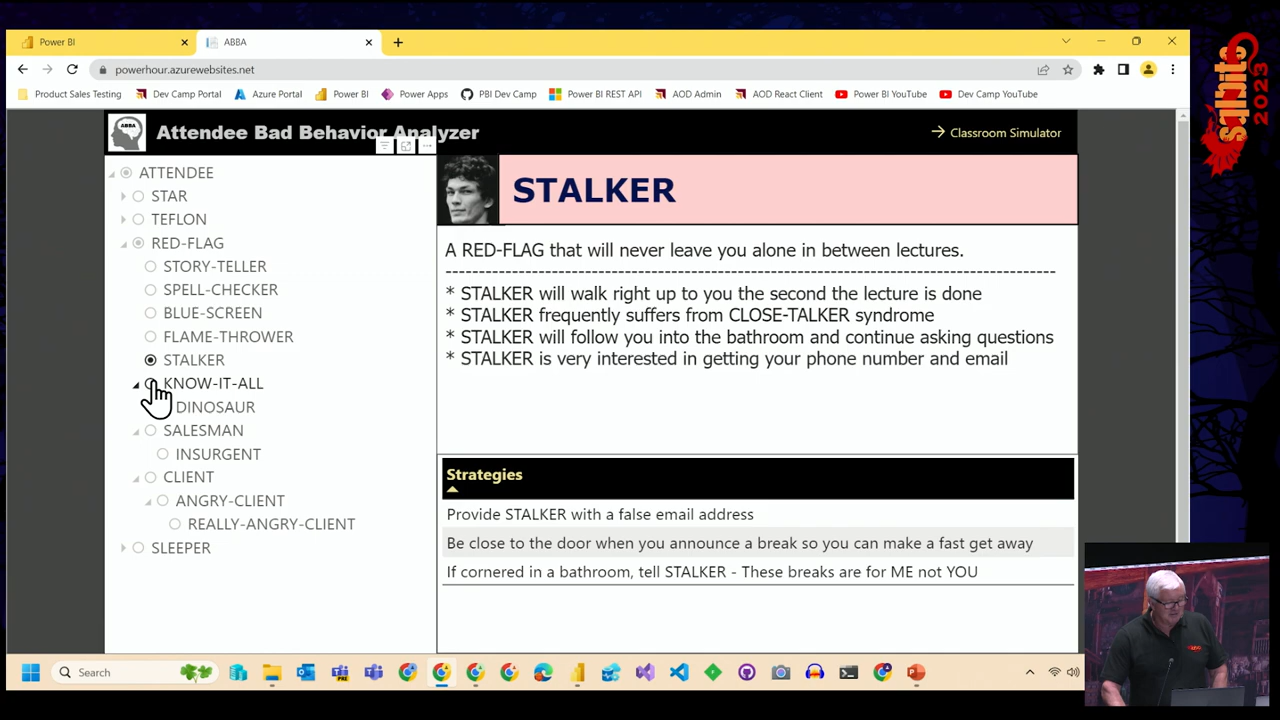 Power BI
ABBA
powerhour.azurewebsites.net
Product Sales Testing
Dev Camp Portal
Azure Portal
Power BI
Power Apps
PBI Dev Camp
Power BI REST API
AOD Admin
AOD React Client
Power BI YouTube
Dev Camp YouTube
ABBA
Attendee Bad Behavior Analyzer
Classroom Simulator
ATTENDEE
STAR
TEFLON
RED-FLAG
STORY-TELLER
SPELL-CHECKER
BLUE-SCREEN
FLAME-THROWER
STALKER
KNOW-IT-ALL
DINOSAUR
SALESMAN
INSURGENT
CLIENT
ANGRY-CLIENT
REALLY-ANGRY-CLIENT
SLEEPER
STALKER
A RED-FLAG that will never leave you alone in between lectures.
--------------------------------------------------------------------------------------------
* STALKER will walk right up to you the second the lecture is done
* STALKER frequently suffers from CLOSE-TALKER syndrome
* STALKER will follow you into the bathroom and continue asking questions
* STALKER is very interested in getting your phone number and email
Strategies
Provide STALKER with a false email address
Be close to the door when you announce a break so you can make a fast get away
If cornered in a bathroom, tell STALKER - These breaks are for ME not YOU
Search
sqlbits
2023